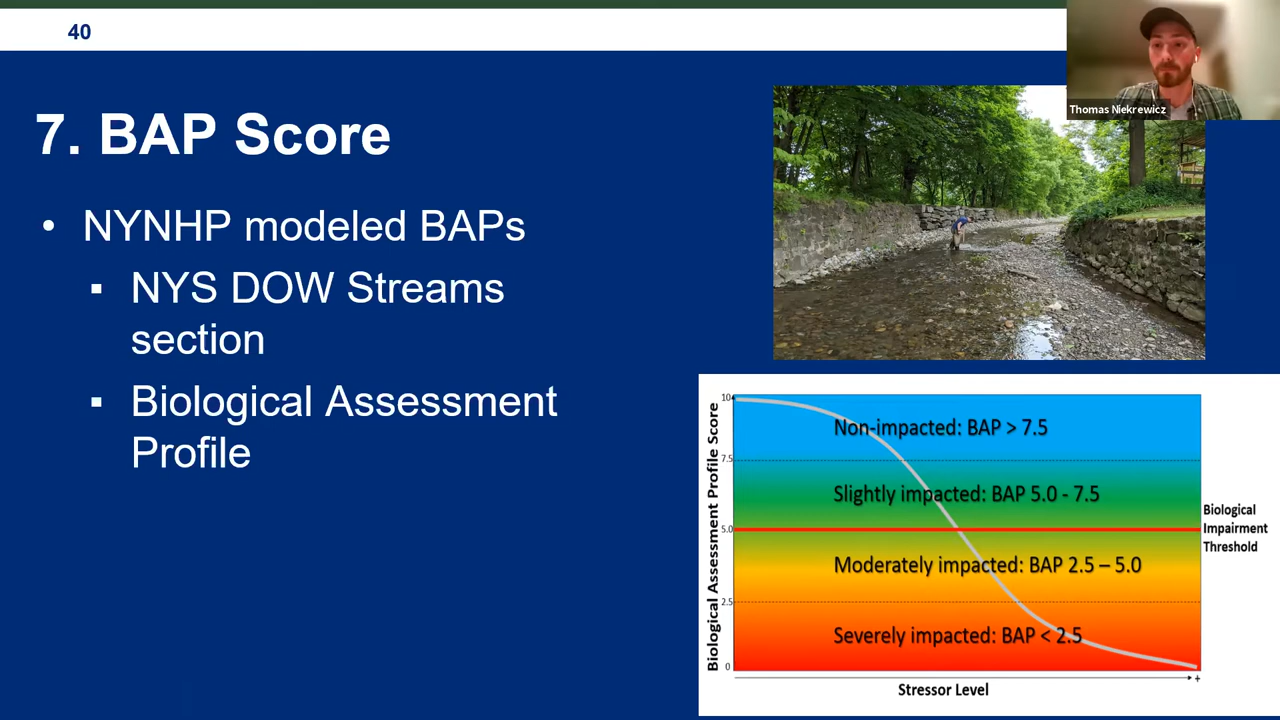 40
Thomas Niekrewicz
7. BAP Score
• NYNHP modeled BAPs
▪ NYS DOW Streams
section
▪ Biological Assessment
Profile
Biological Assessment Profile Score
10
7.5
5.0
2.5
0
Non-impacted: BAP > 7.5
Slightly impacted: BAP 5.0 - 7.5
Moderately impacted: BAP 2.5 – 5.0
Severely impacted: BAP < 2.5
Biological
Impairment
Threshold
+
Stressor Level